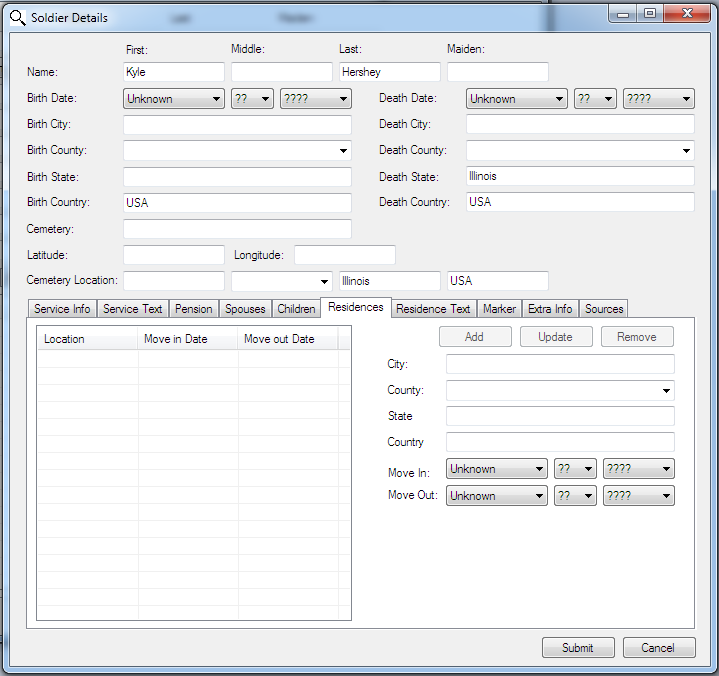 Soldier Details
First: Middle: Last: Maiden:
Name: Kyle Hershey
Birth Date: Unknown ?? ???? Death Date: Unknown ?? ????
Birth City: Death City:
Birth County: Death County:
Birth State: Death State: Illinois
Birth Country: USA Death Country: USA
Cemetery:
Latitude: Longitude:
Cemetery Location: Illinois USA
Service Info Service Text Pension Spouses Children Residences Residence Text Marker Extra Info Sources
Location Move in Date Move out Date Add Update Remove
City:
County:
State
Country
Move In: Unknown ?? ????
Move Out: Unknown ?? ????
Submit Cancel